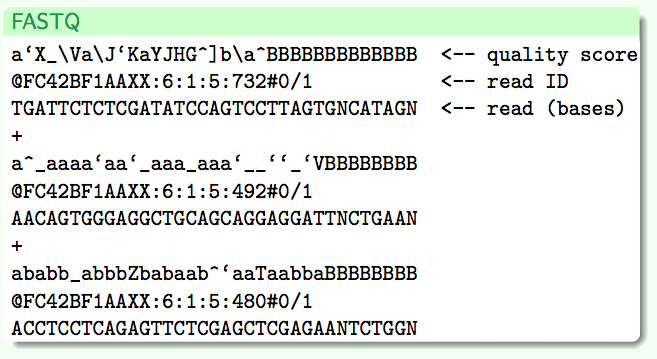 FASTQ
a‘X_\Va\J‘KaYJHG^]b\a^BBBBBBBBBBBBBB <-- quality score
@FC42BF1AAXX:6:1:5:732#0/1 <-- read ID
TGATTCTCTCGATATCCAGTCCTTAGTGNCATAGN <-- read (bases)
+
a^_aaaa‘aa‘_aaa_aaa‘__‘‘_‘VBBBBBBBB
@FC42BF1AAXX:6:1:5:492#0/1
AACAGTGGGAGGCTGCAGCAGGAGGATTNCTGAAN
+
ababb_abbbZbabaab^‘aaTaabbaBBBBBBBB
@FC42BF1AAXX:6:1:5:480#0/1
ACCTCCTCAGAGTTCTCGAGCTCGAGAANTCTGGN